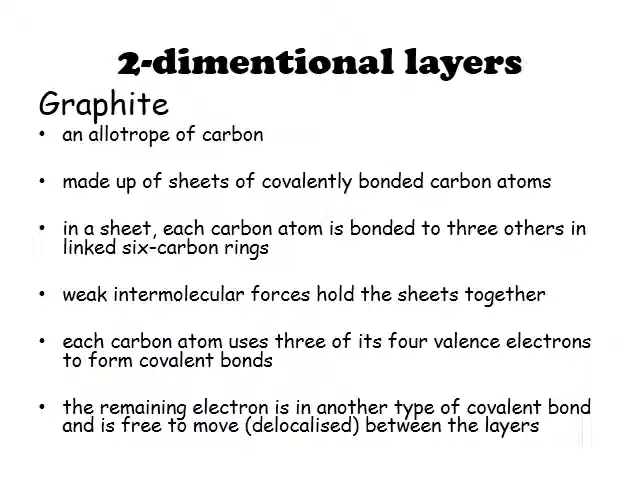 2-dimentional layers
Graphite
• an allotrope of carbon
• made up of sheets of covalently bonded carbon atoms
• in a sheet, each carbon atom is bonded to three others in
linked six-carbon rings
• weak intermolecular forces hold the sheets together
• each carbon atom uses three of its four valence electrons
to form covalent bonds
• the remaining electron is in another type of covalent bond
and is free to move (delocalised) between the layers